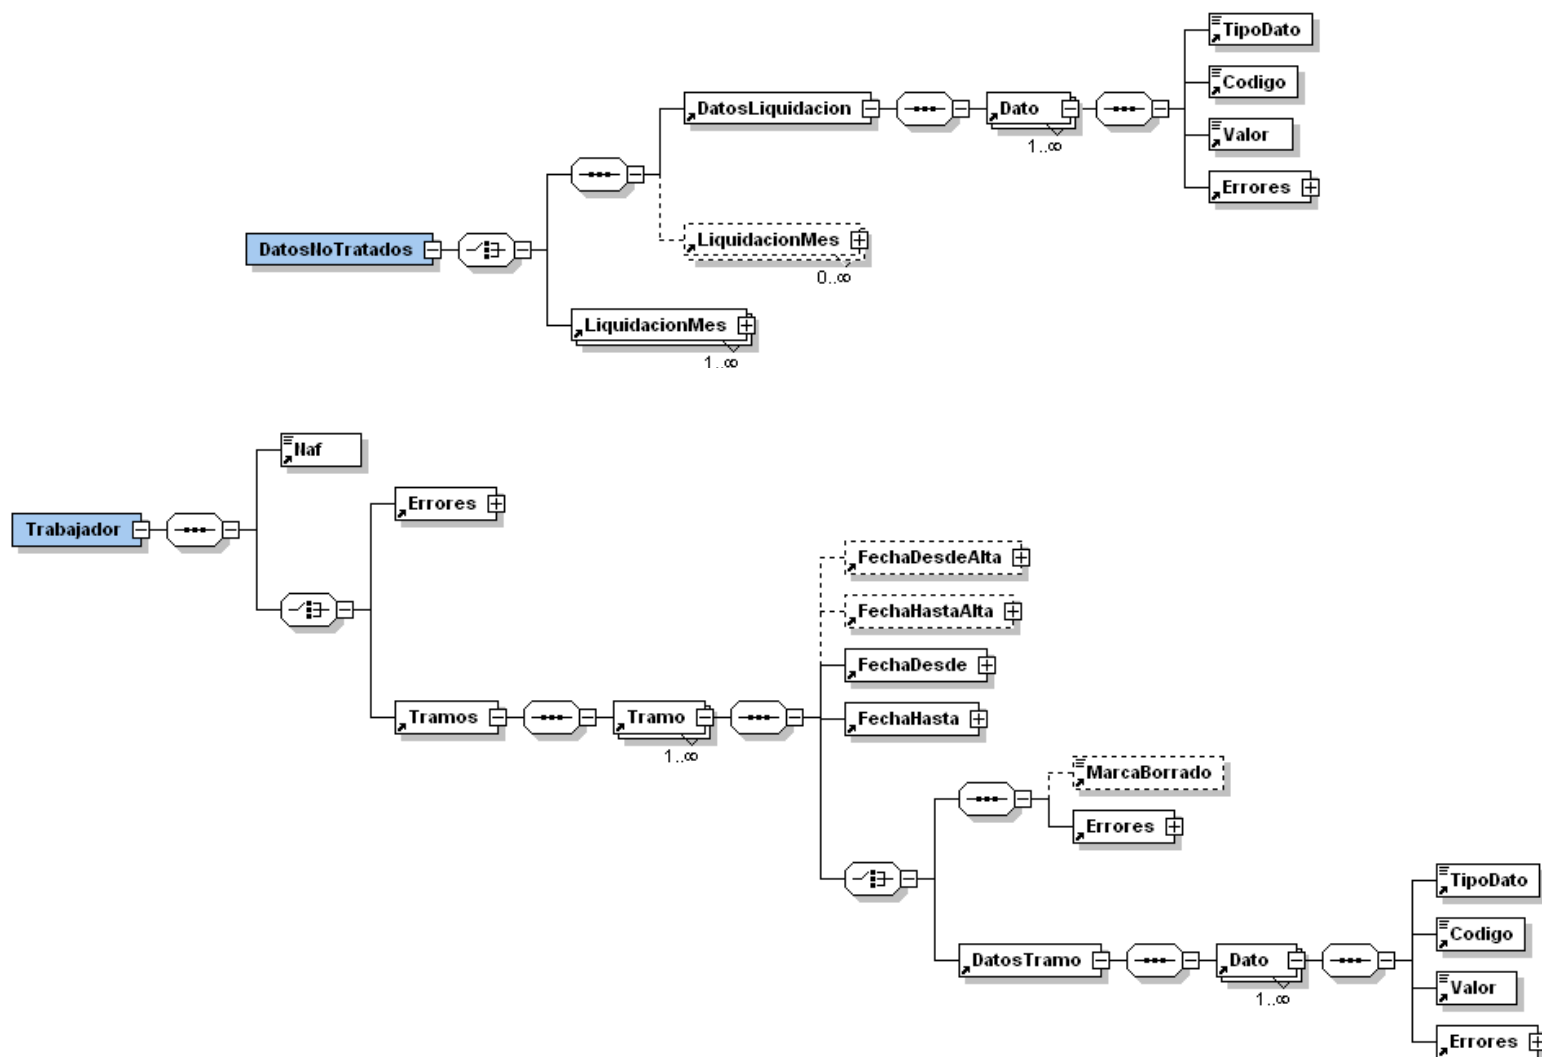 TipoDato
Codigo
DatosLiquidacion
Dato
1..∞
Valor
Errores
DatosNoTratados
LiquidacionMes
0..∞
LiquidacionMes
1..∞
Naf
Errores
Trabajador
FechaDesdeAlta
FechaHastaAlta
FechaDesde
Tramos
Tramo
1..∞
FechaHasta
MarcaBorrado
Errores
TipoDato
Codigo
DatosTramo
Dato
1..∞
Valor
Errores